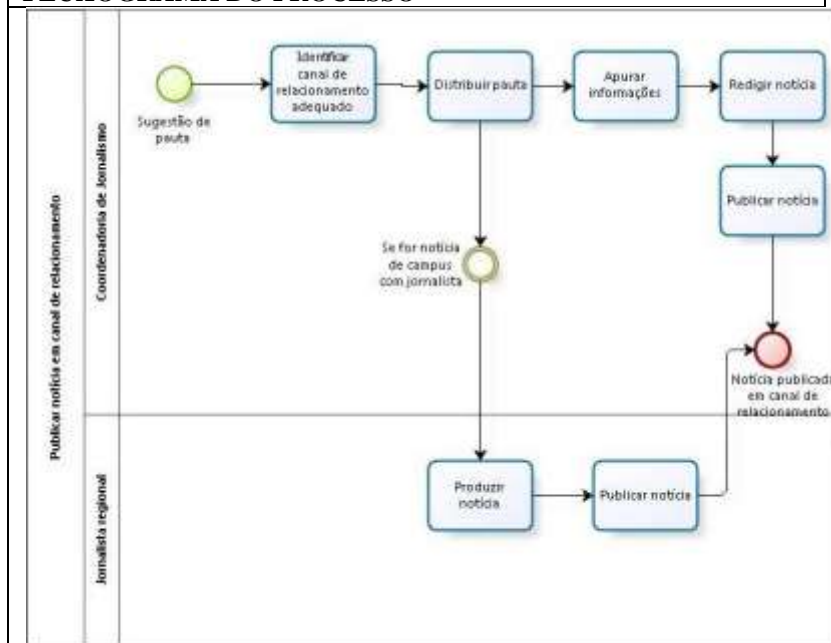 FLUXOGRAMA DO PROCESSO
Publicar notícia em canal de relacionamento
Coordenadoria de Jornalismo
Sugestão de
pauta
Identificar
canal de
relacionamento
adequado
Distribuir pauta
Apurar
informações
Redigir notícia
Publicar notícia
Se for notícia
de campus
com jornalista
Notícia publicada
em canal de
relacionamento
Jornalista regional
Produzir
notícia
Publicar notícia